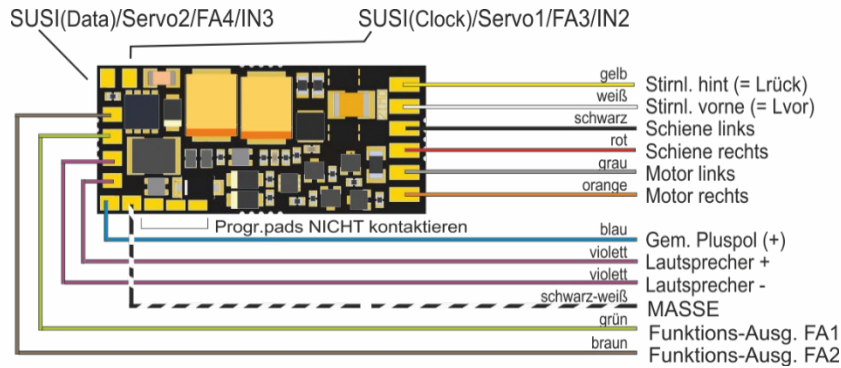 SUSI(Data)/Servo2/FA4/IN3
SUSI(Clock)/Servo1/FA3/IN2
gelb
Stirnl. hint (= Lrück)
weiß
Stirnl. vorne (= Lvor)
schwarz
Schiene links
rot
Schiene rechts
grau
Motor links
orange
Motor rechts
Progr.pads NICHT kontaktieren
blau
Gem. Pluspol (+)
violett
Lautsprecher +
violett
Lautsprecher -
schwarz-weiß
MASSE
grün
Funktions-Ausg. FA1
braun
Funktions-Ausg. FA2